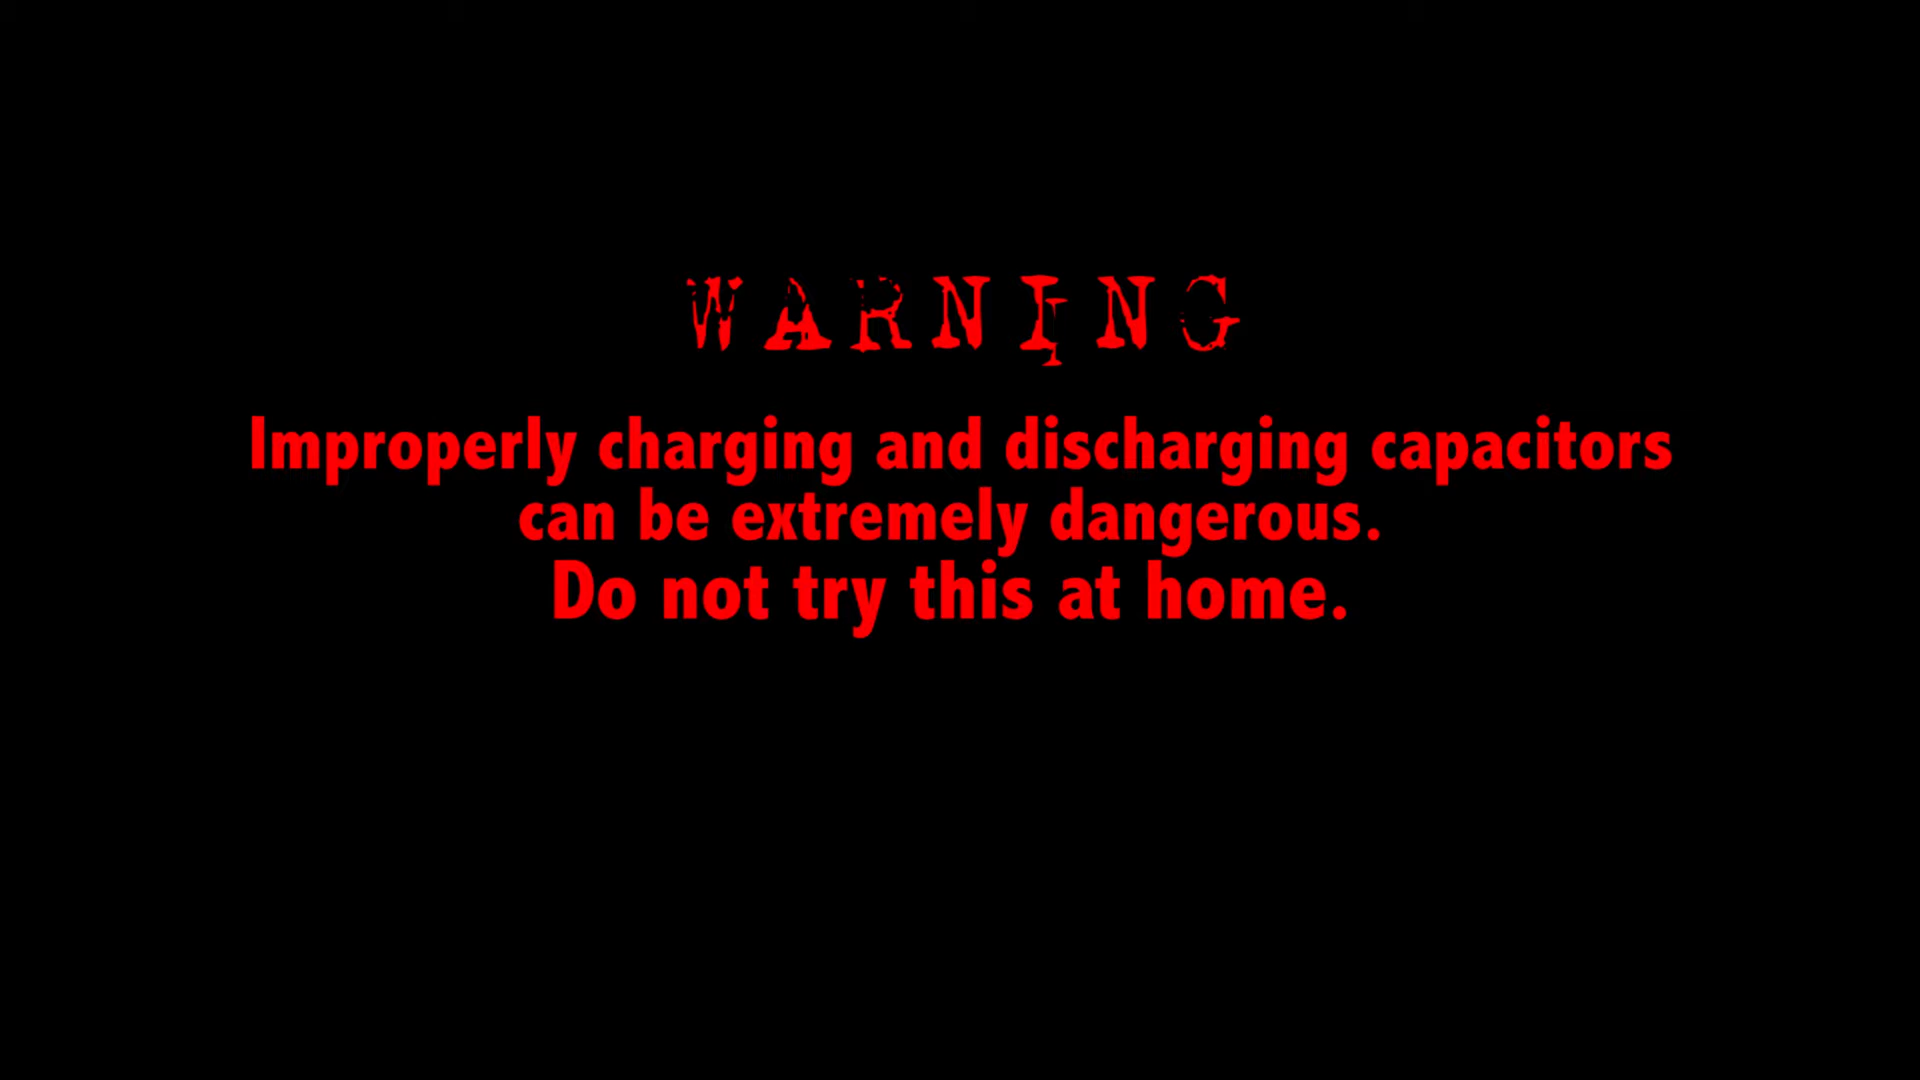 WARNING
Improperly charging and discharging capacitors
can be extremely dangerous.
Do not try this at home.